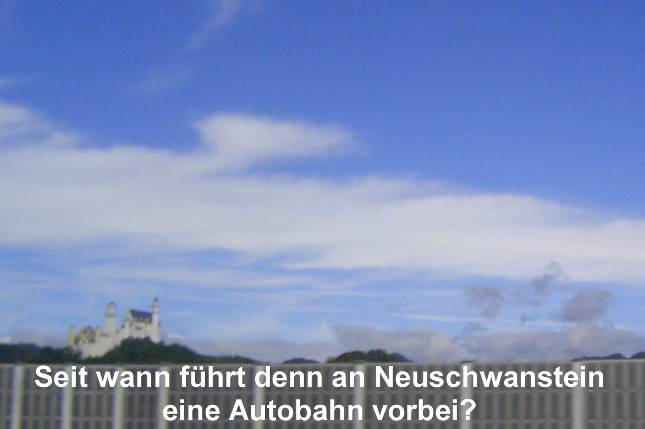 Seit wann führt denn an Neuschwanstein
eine Autobahn vorbei?